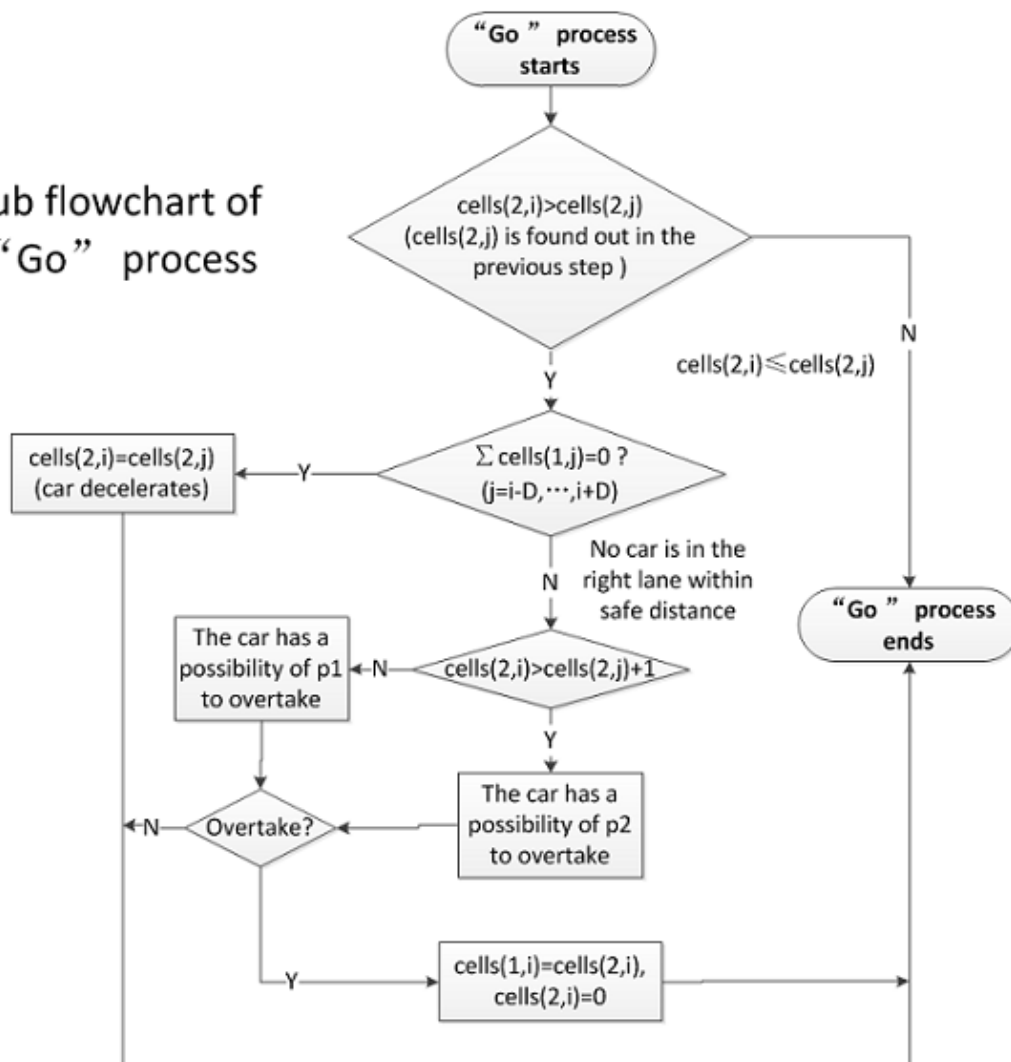 “Go” process
starts
ub flowchart of
“Go” process
cells(2,i)>cells(2,j)
(cells(2,j) is found out in the
previous step )
N
cells(2,i)≤cells(2,j)
Y
∑cells(1,j)=0 ?
(j=i-D,⋯,i+D)
Y
cells(2,i)=cells(2,j)
(car decelerates)
N
No car is in the
right lane within
safe distance
“Go” process
ends
cells(2,i)>cells(2,j)+1
N
The car has a
possibility of p1
to overtake
Y
The car has a
possibility of p2
to overtake
Overtake?
N
Y
cells(1,i)=cells(2,i),
cells(2,i)=0